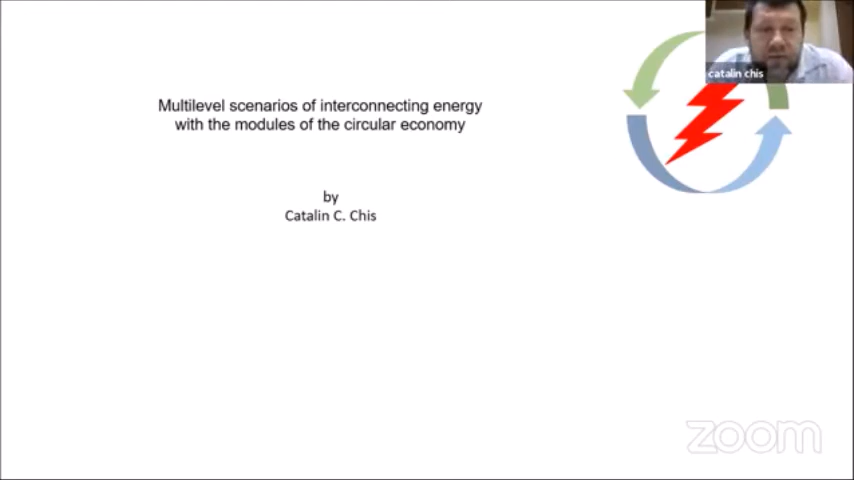 Multilevel scenarios of interconnecting energy
with the modules of the circular economy
by
Catalin C. Chis
catalin chis
zoom